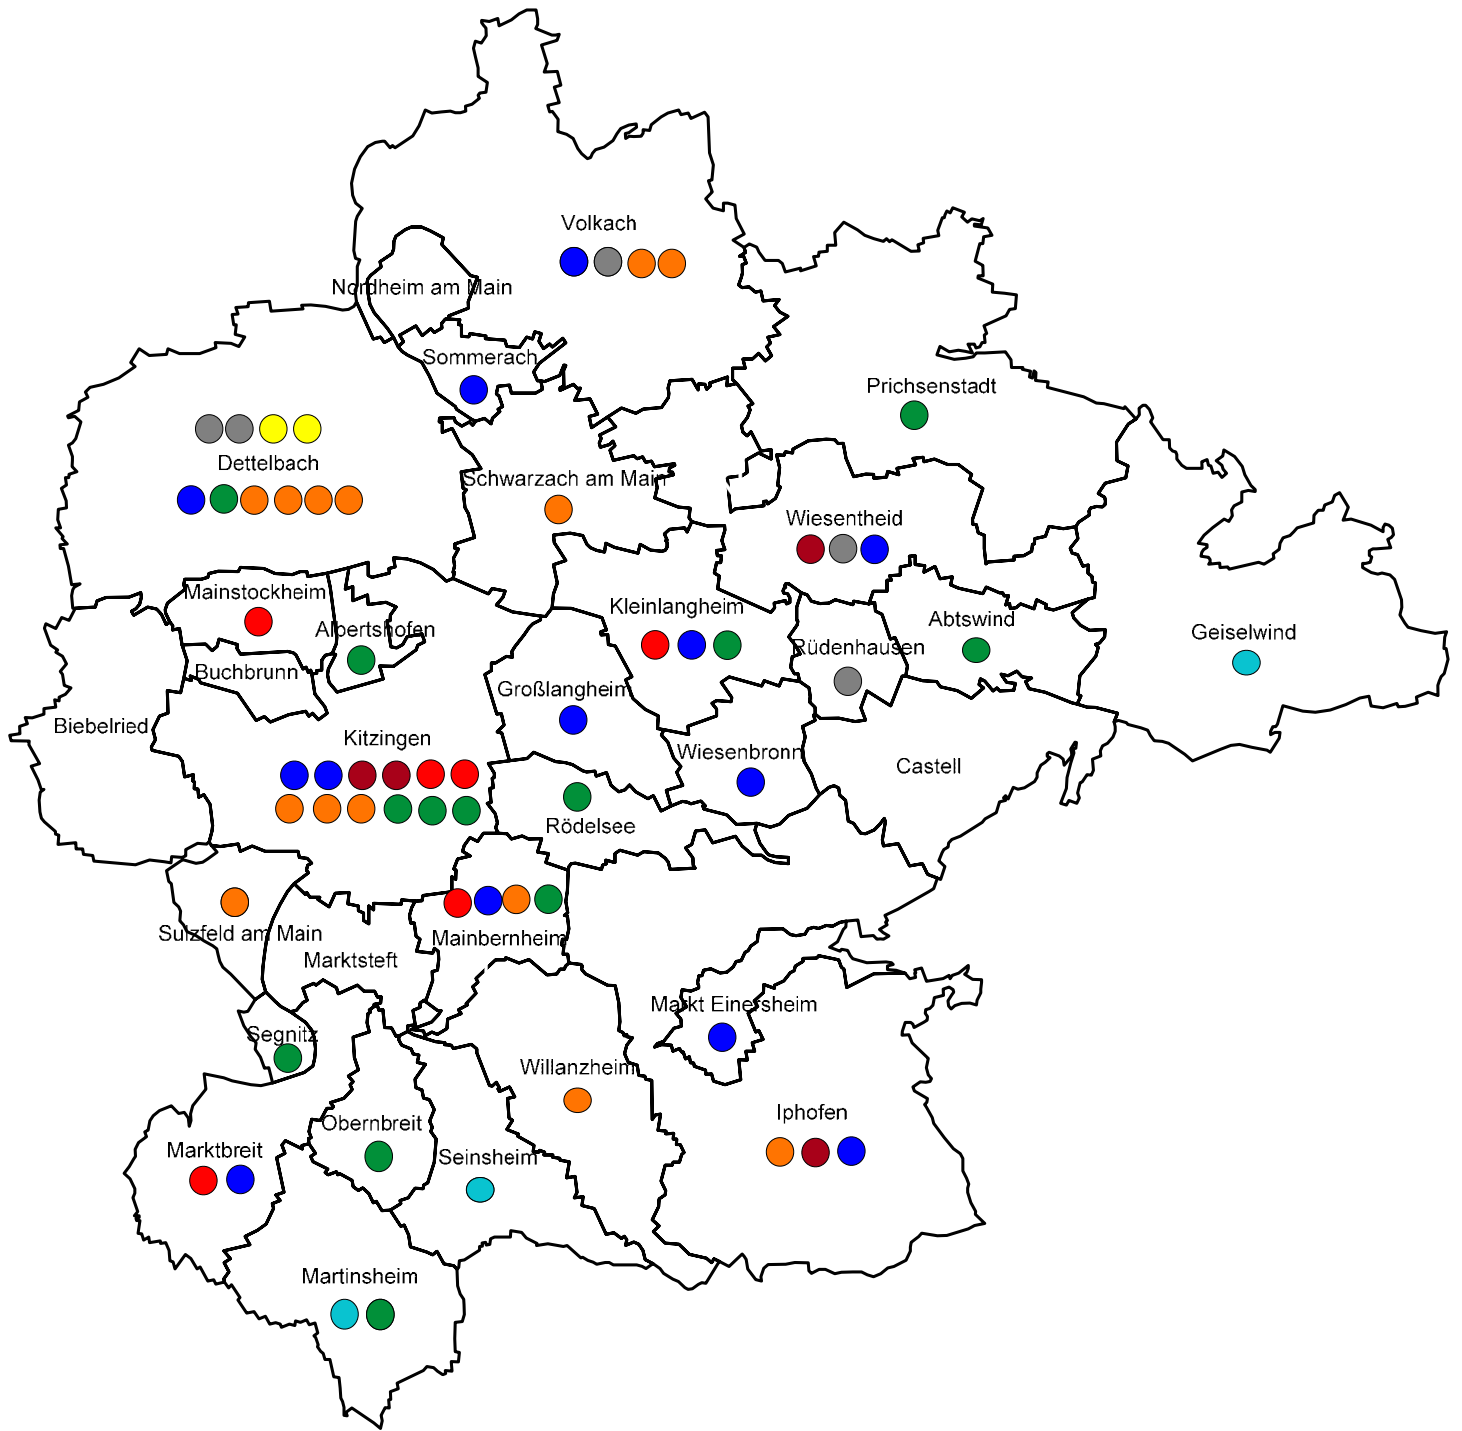 Volkach
Nordheim am Main
Sommerach
Prichsenstadt
Dettelbach
Schwarzach am Main
Wiesentheid
Mainstockheim
Kleinlangheim
Abtswind
Albertshofen
Geiselwind
Rüdenhausen
Buchbrunn
Großlangheim
Biebelried
Kitzingen
Wiesenbronn
Castell
Rödelsee
Sulzfeld am Main
Mainbernheim
Marktsteft
Markt Einersheim
Segnitz
Willanzheim
Iphofen
Obernbreit
Marktbreit
Seinsheim
Martinsheim